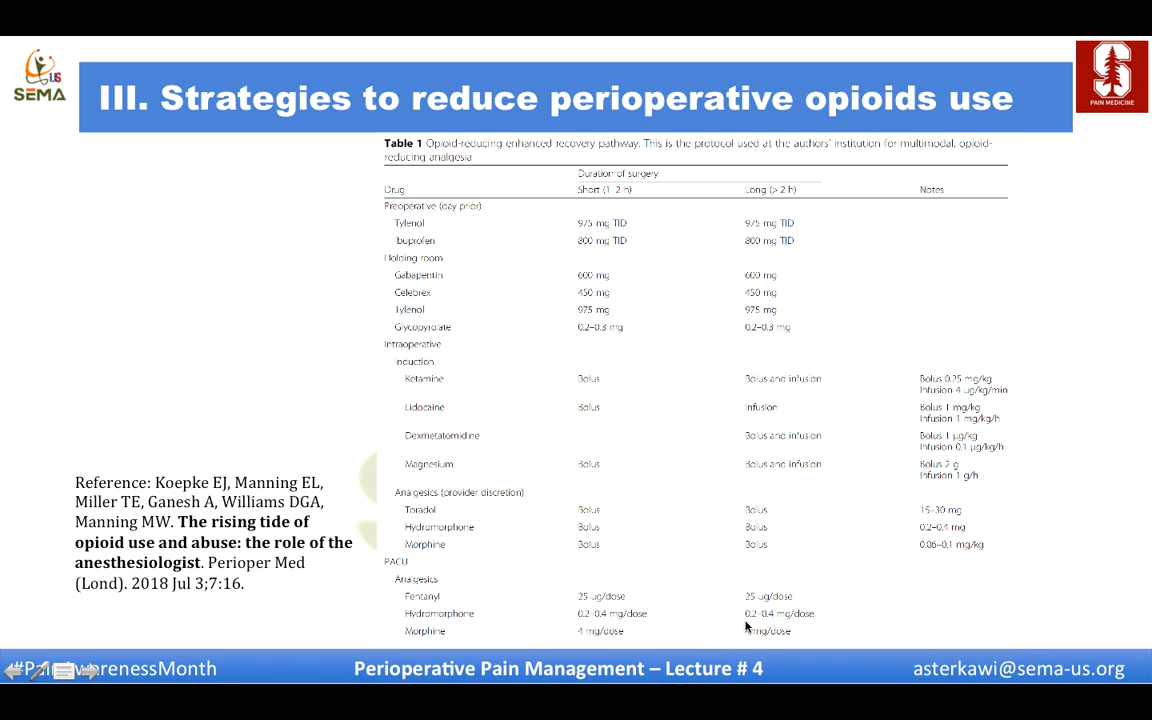 US
SEMA
III. Strategies to reduce perioperative opioids use
PAIN MEDICINE
Table 1 Opioid-reducing enhanced recovery pathway. This is the protocol used at the authors' institution for multimodal, opioid-
reducing analgesia
Duration of surgery
Drug Short (1–2 h) Long (> 2 h) Notes
Preoperative (day prior)
Tylenol 975 mg TID 975 mg TID
Ibuprofen 800 mg TID 800 mg TID
Holding room
Gabapentin 600 mg 600 mg
Celebrex 450 mg 450 mg
Tylenol 975 mg 975 mg
Glycopyrolate 0.2–0.3 mg 0.2–0.3 mg
Intraoperative
Induction
Ketamine Bolus Bolus and infusion Bolus 0.25 mg/kg
Infusion 4 μg/kg/min
Lidocaine Bolus Infusion Bolus 1 mg/kg
Infusion 1 mg/kg/h
Dexmetatomidine Bolus and infusion Bolus 1 μg/kg
Infusion 0.1 μg/kg/h
Magnesium Bolus Bolus and infusion Bolus 2 g
Infusion 1 g/h
Analgesics (provider discretion)
Toradol Bolus Bolus 15–30 mg
Hydromorphone Bolus Bolus 0.2–0.4 mg
Morphine Bolus Bolus 0.06–0.1 mg/kg
PACU
Analgesics
Fentanyl 25 ug/dose 25 ug/dose
Hydromorphone 0.2–0.4 mg/dose 0.2–0.4 mg/dose
Morphine 4 mg/dose mg/dose
Reference: Koepke EJ, Manning EL,
Miller TE, Ganesh A, Williams DGA,
Manning MW. The rising tide of
opioid use and abuse: the role of the
anesthesiologist. Perioper Med
(Lond). 2018 Jul 3;7:16.
#PainAwarenessMonth
Perioperative Pain Management – Lecture # 4
asterkawi@sema-us.org